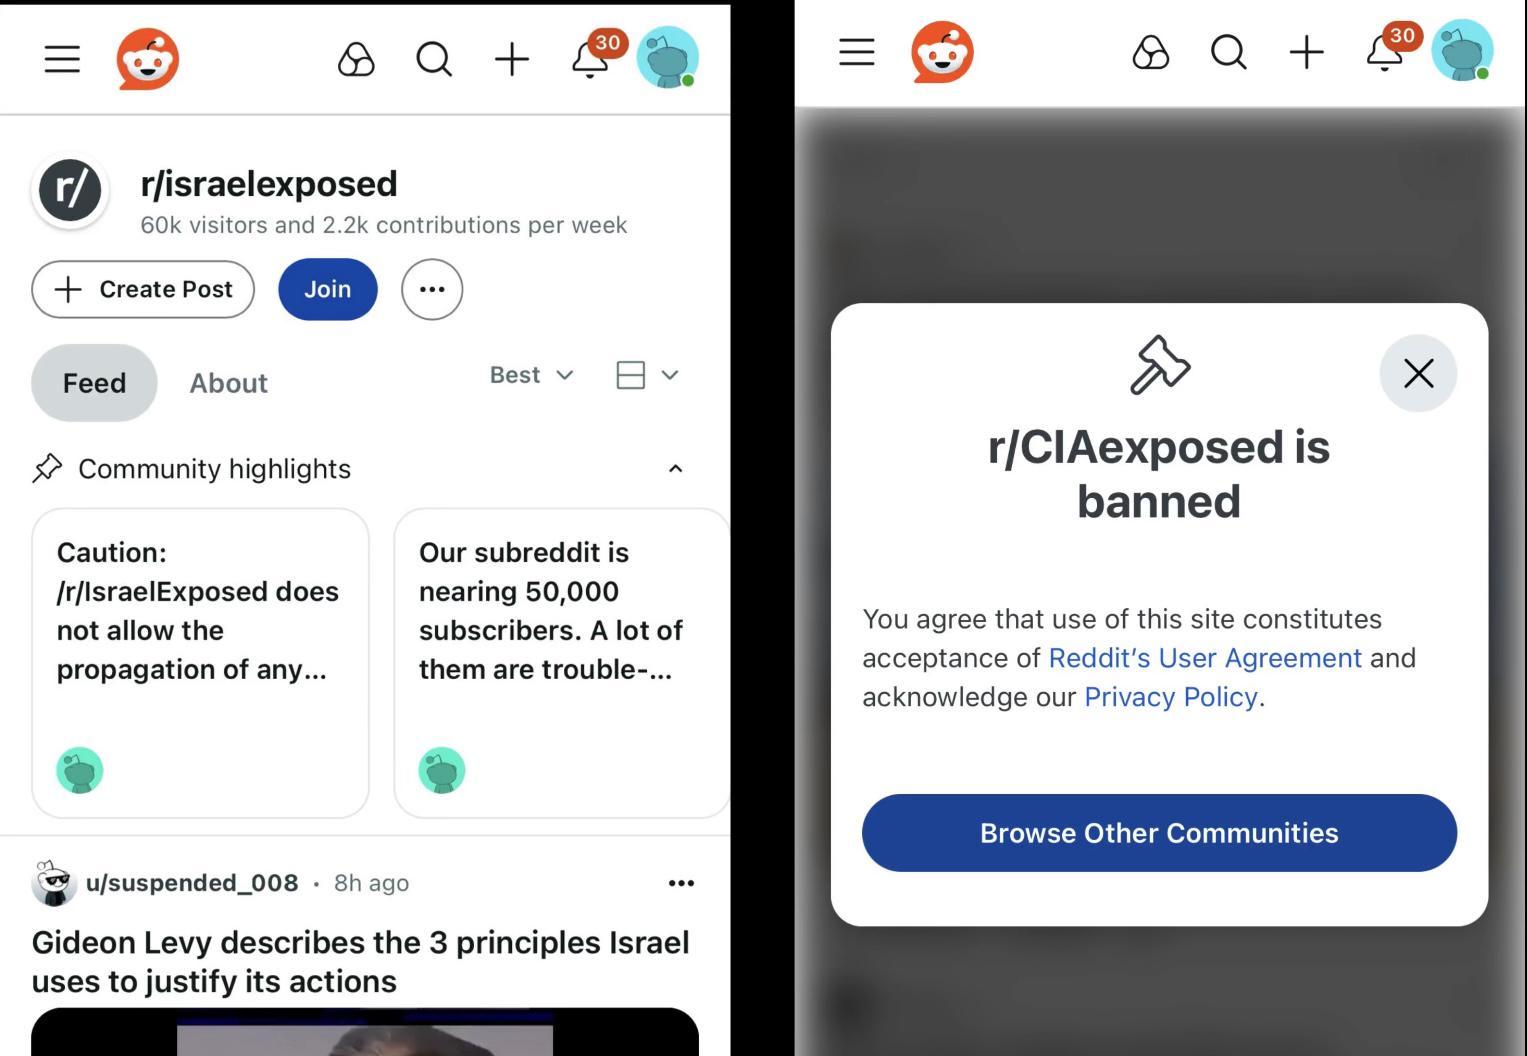 30
r/
r/israelexposed
60k visitors and 2.2k contributions per week
Create Post
Join
Feed
About
Best
Community highlights
Caution:
/r/IsraelExposed does
not allow the
propagation of any...
Our subreddit is
nearing 50,000
subscribers. A lot of
them are trouble-...
u/suspended_008 · 8h ago
Gideon Levy describes the 3 principles Israel
uses to justify its actions
30
r/CIAexposed is
banned
You agree that use of this site constitutes
acceptance of Reddit’s User Agreement and
acknowledge our Privacy Policy.
Browse Other Communities